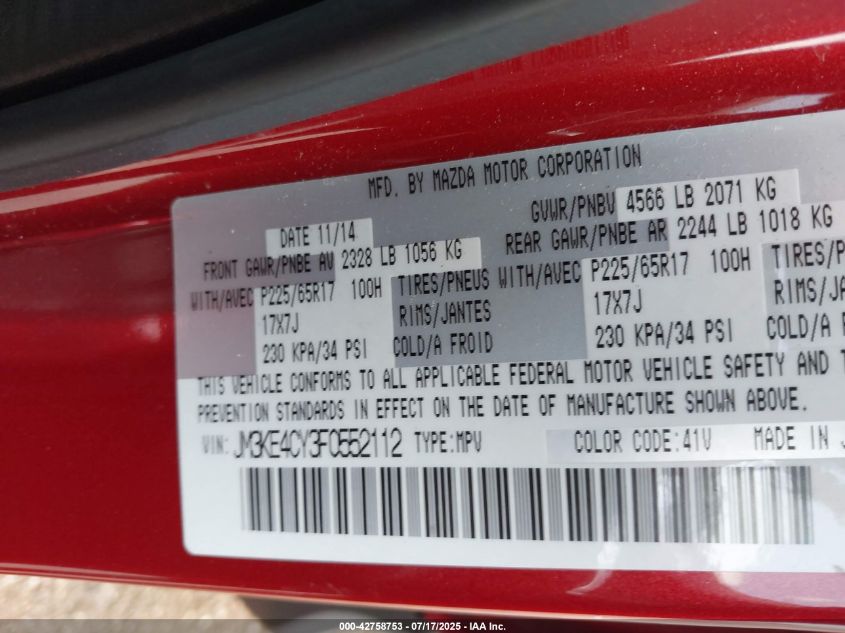 MFD. BY MAZDA MOTOR CORPORATION
DATE 11/14 GVWR/PNBV 4566 LB 2071 KG
FRONT GAWR/PNBE AV 2328 LB 1056 KG REAR GAWR/PNBE AR 2244 LB 1018 KG
WITH/AVEC P225/65R17 100H TIRES/PNEUS WITH/AVEC P225/65R17 100H TIRES/P
17X7J RIMS/JANTES 17X7J RIMS/JA
230 KPA/34 PSI COLD/A FROID 230 KPA/34 PSI COLD/A F
THIS VEHICLE CONFORMS TO ALL APPLICABLE FEDERAL MOTOR VEHICLE SAFETY AND T
PREVENTION STANDARDS IN EFFECT ON THE DATE OF MANUFACTURE SHOWN ABOVE.
VIN: JM3KE4CY3F0552112 TYPE:MPV COLOR CODE:41V MADE IN J
000-42758753 - 07/17/2025 - IAA Inc.